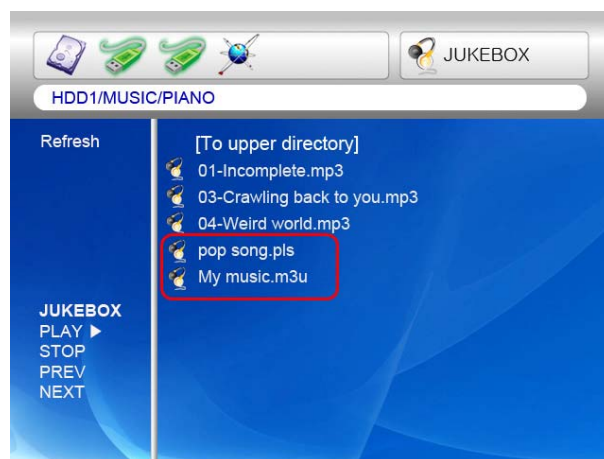 JUKEBOX
HDD1/MUSIC/PIANO
Refresh
[To upper directory]
01-Incomplete.mp3
03-Crawling back to you.mp3
04-Weird world.mp3
pop song.pls
My music.m3u
JUKEBOX
PLAY ▶
STOP
PREV
NEXT